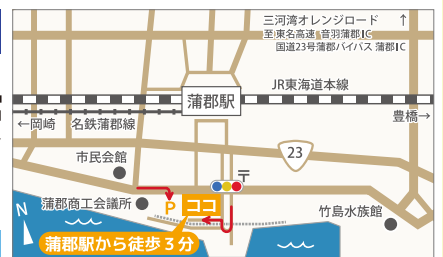 三河湾オレンジロード
↑
至 東名高速 音羽蒲郡IC
国道23号蒲郡バイパス 蒲郡IC
JR東海道本線
蒲郡駅
←岡崎
名鉄蒲郡線
豊橋→
市民会館
23
〒
蒲郡商工会議所
P
ココ
竹島水族館
N
蒲郡駅から徒歩3分